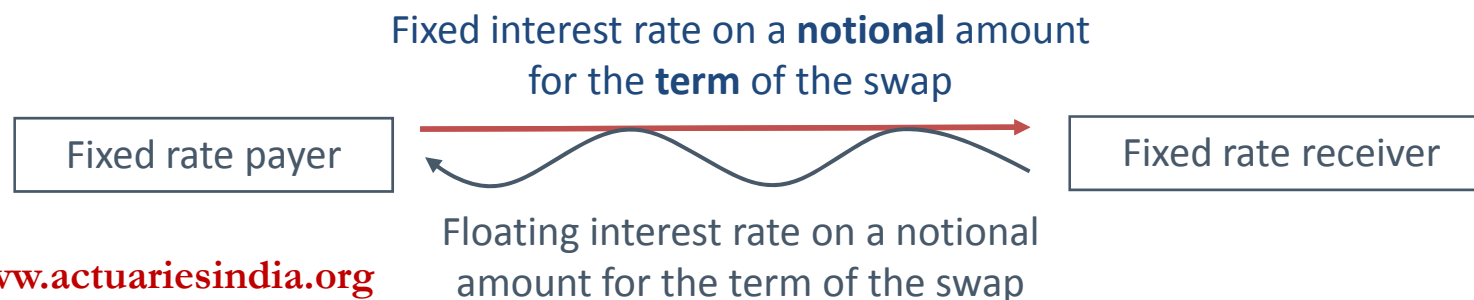 Fixed interest rate on a notional amount
for the term of the swap
Fixed rate payer
Fixed rate receiver
Floating interest rate on a notional
amount for the term of the swap
ww.actuariesindia.org